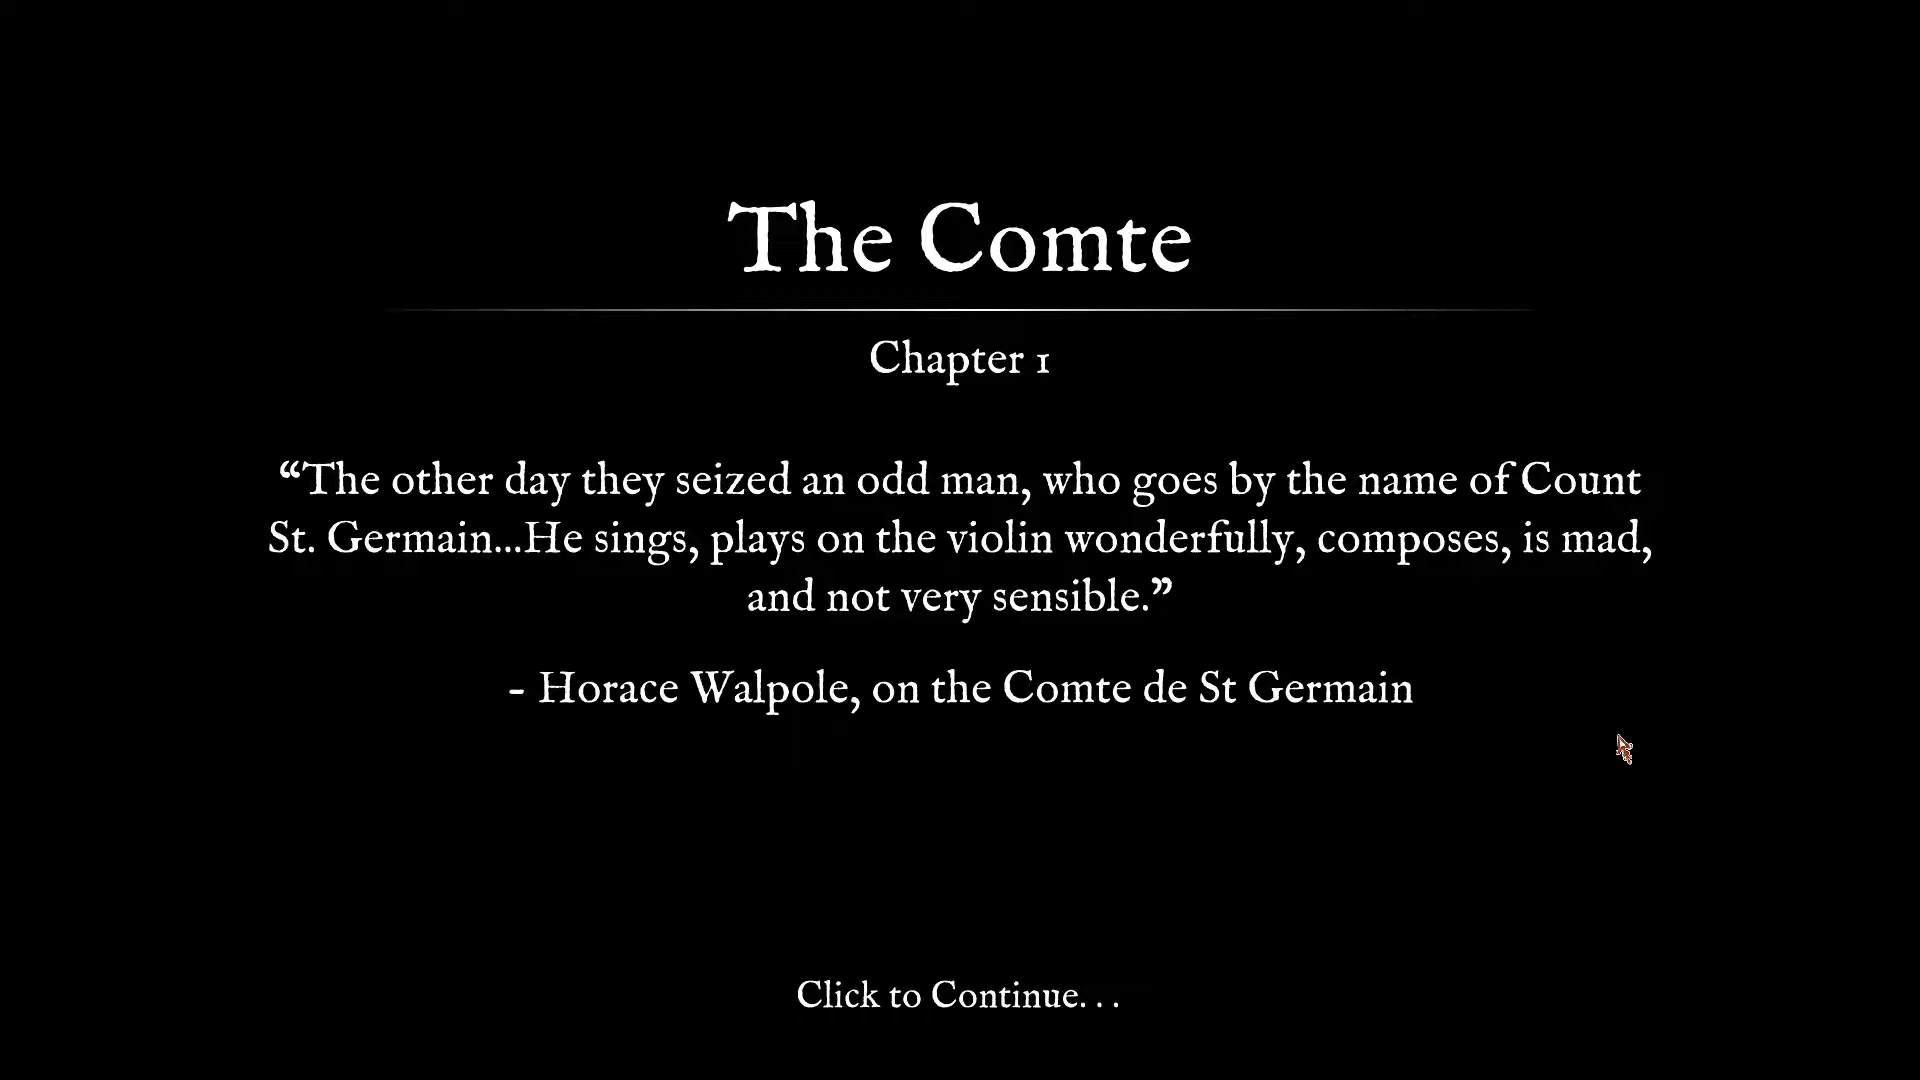 The Comte
Chapter 1
“The other day they seized an odd man, who goes by the name of Count
St. Germain...He sings, plays on the violin wonderfully, composes, is mad,
and not very sensible.”
- Horace Walpole, on the Comte de St Germain
Click to Continue. . .